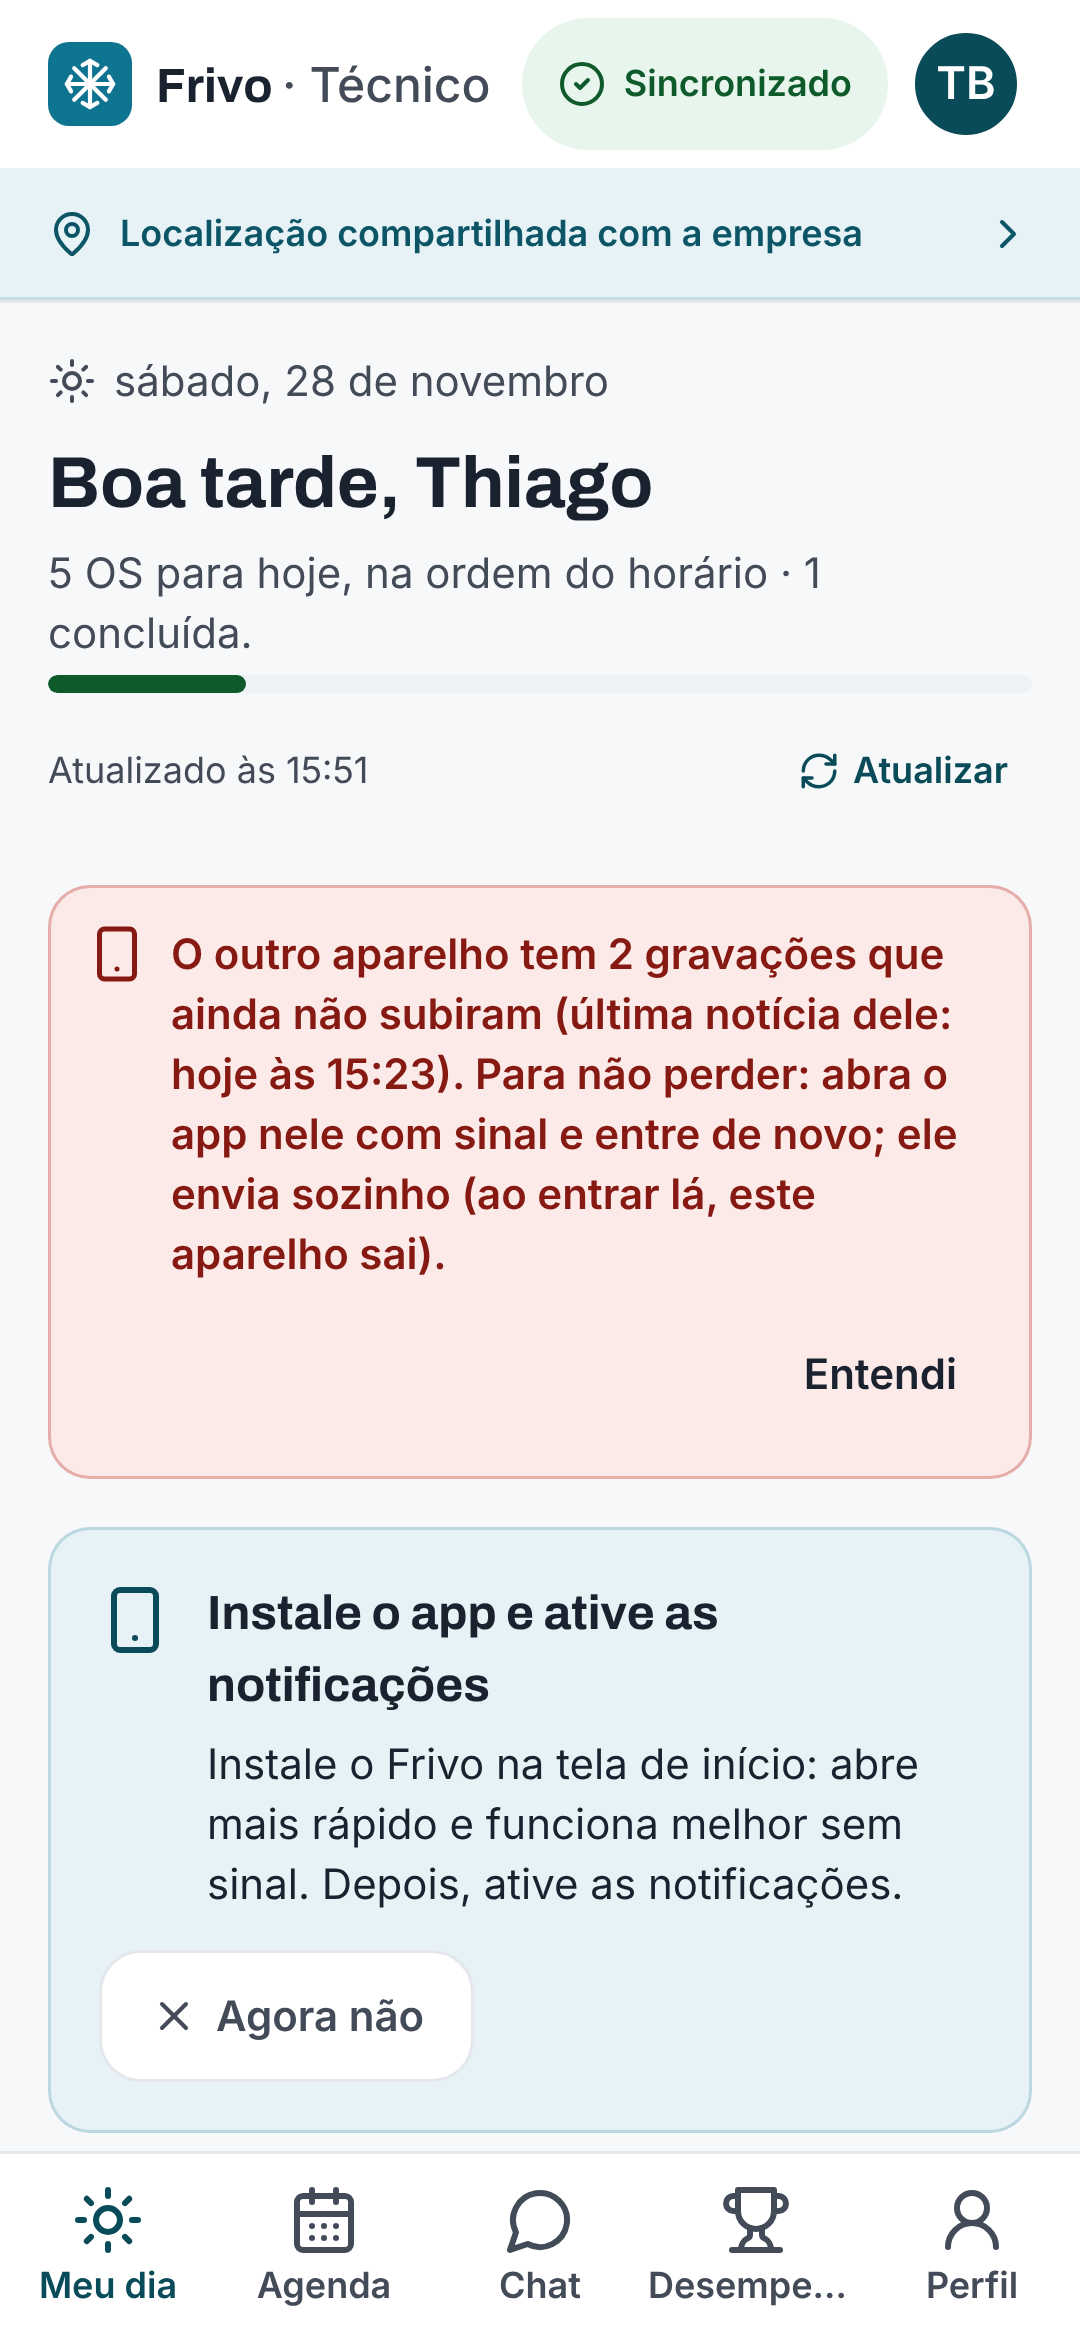 Frivo · Técnico
Sincronizado
TB
Localização compartilhada com a empresa
sábado, 28 de novembro
Boa tarde, Thiago
5 OS para hoje, na ordem do horário · 1
concluída.
Atualizado às 15:51
Atualizar
O outro aparelho tem 2 gravações que
ainda não subiram (última notícia dele:
hoje às 15:23). Para não perder: abra o
app nele com sinal e entre de novo; ele
envia sozinho (ao entrar lá, este
aparelho sai).
Entendi
Instale o app e ative as
notificações
Instale o Frivo na tela de início: abre
mais rápido e funciona melhor sem
sinal. Depois, ative as notificações.
Agora não
Meu dia
Agenda
Chat
Desempe...
Perfil